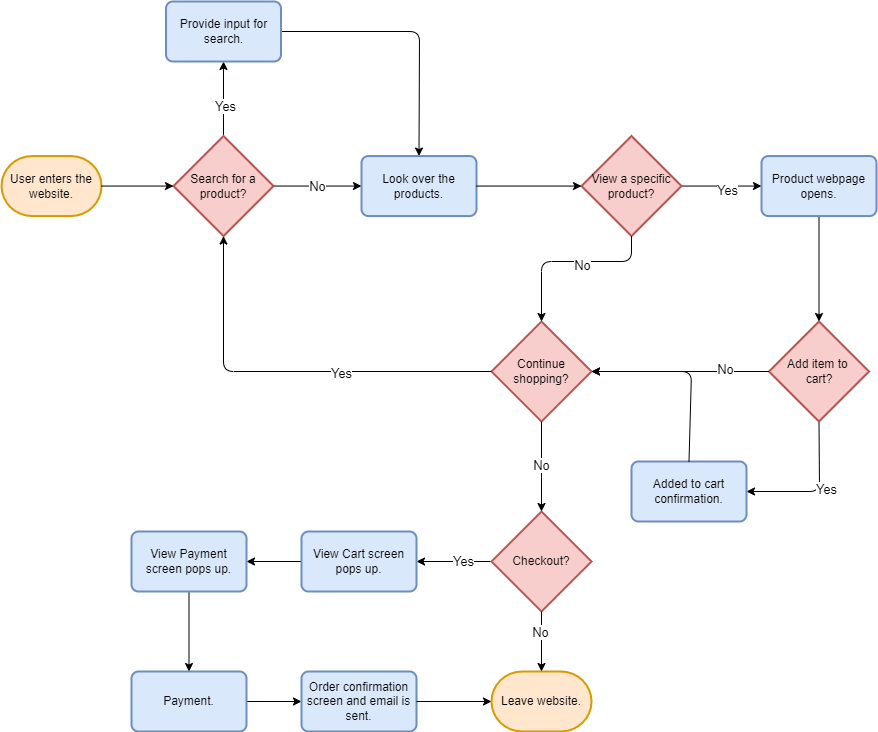 Provide input for
search.
Yes
User enters the
website.
Search for a
product?
No
Look over the
products.
View a specific
product?
Yes
Product webpage
opens.
No
Continue
shopping?
Yes
No
Add item to
cart?
No
Added to cart
confirmation.
Yes
View Payment
screen pops up.
View Cart screen
pops up.
Yes
Checkout?
No
Payment.
Order confirmation
screen and email is
sent.
Leave website.